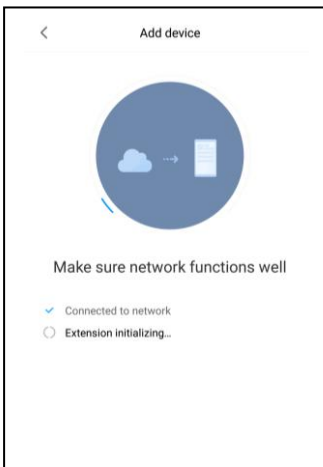 Add device
Make sure network functions well
Connected to network
Extension initializing...